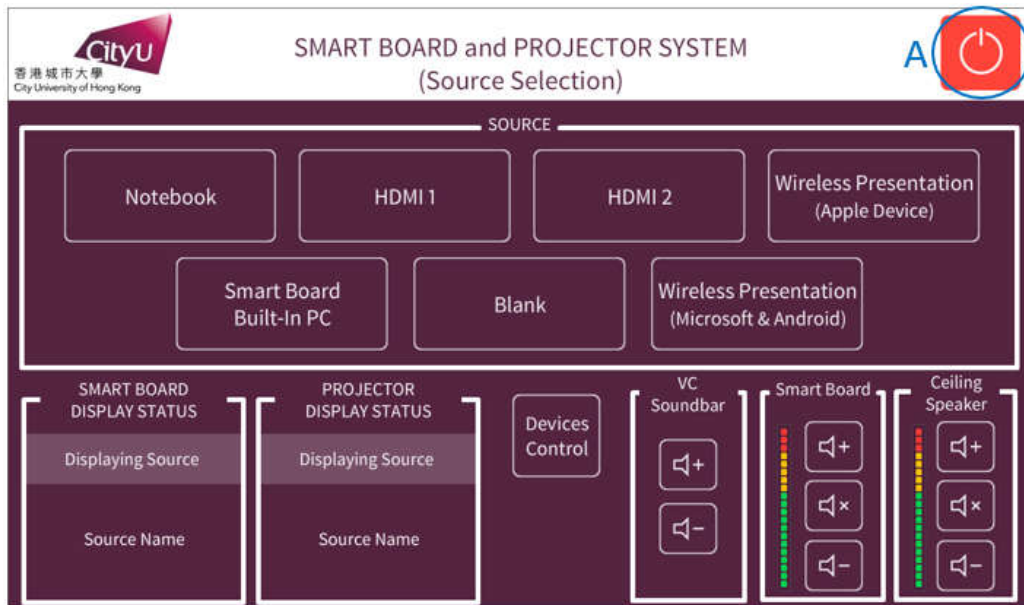 CityU
香港城市大學
City University of Hong Kong
SMART BOARD and PROJECTOR SYSTEM
(Source Selection)
A
SOURCE
Notebook
HDMI 1
HDMI 2
Wireless Presentation
(Apple Device)
Smart Board
Built-In PC
Blank
Wireless Presentation
(Microsoft & Android)
SMART BOARD
DISPLAY STATUS
Displaying Source
Source Name
PROJECTOR
DISPLAY STATUS
Displaying Source
Source Name
Devices
Control
VC
Soundbar
Smart Board
Ceiling
Speaker